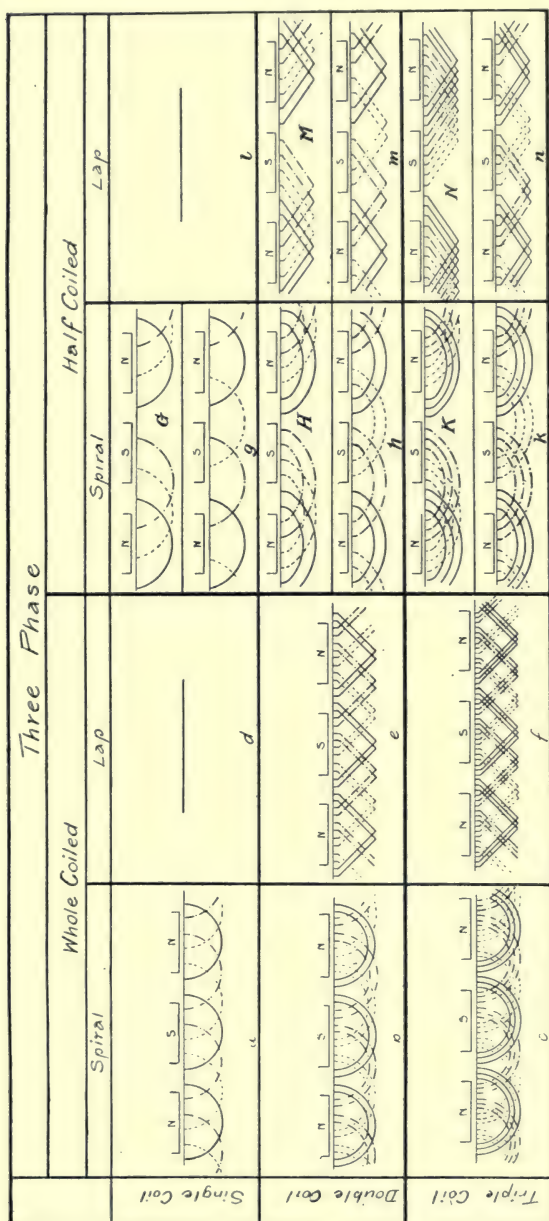 Three Phase
Whole Coiled Half Coiled
Spiral Lap Spiral Lap
Single Coil
N S N
a
d
N S N
G
N S N
g
l
Double Coil
N S N
b
N S N
e
N S N
H
N S N
h
N S N
M
N S N
m
Triple Coil
N S N
c
N S N
f
N S N
K
N S N
k
N S N
N
N S N
n